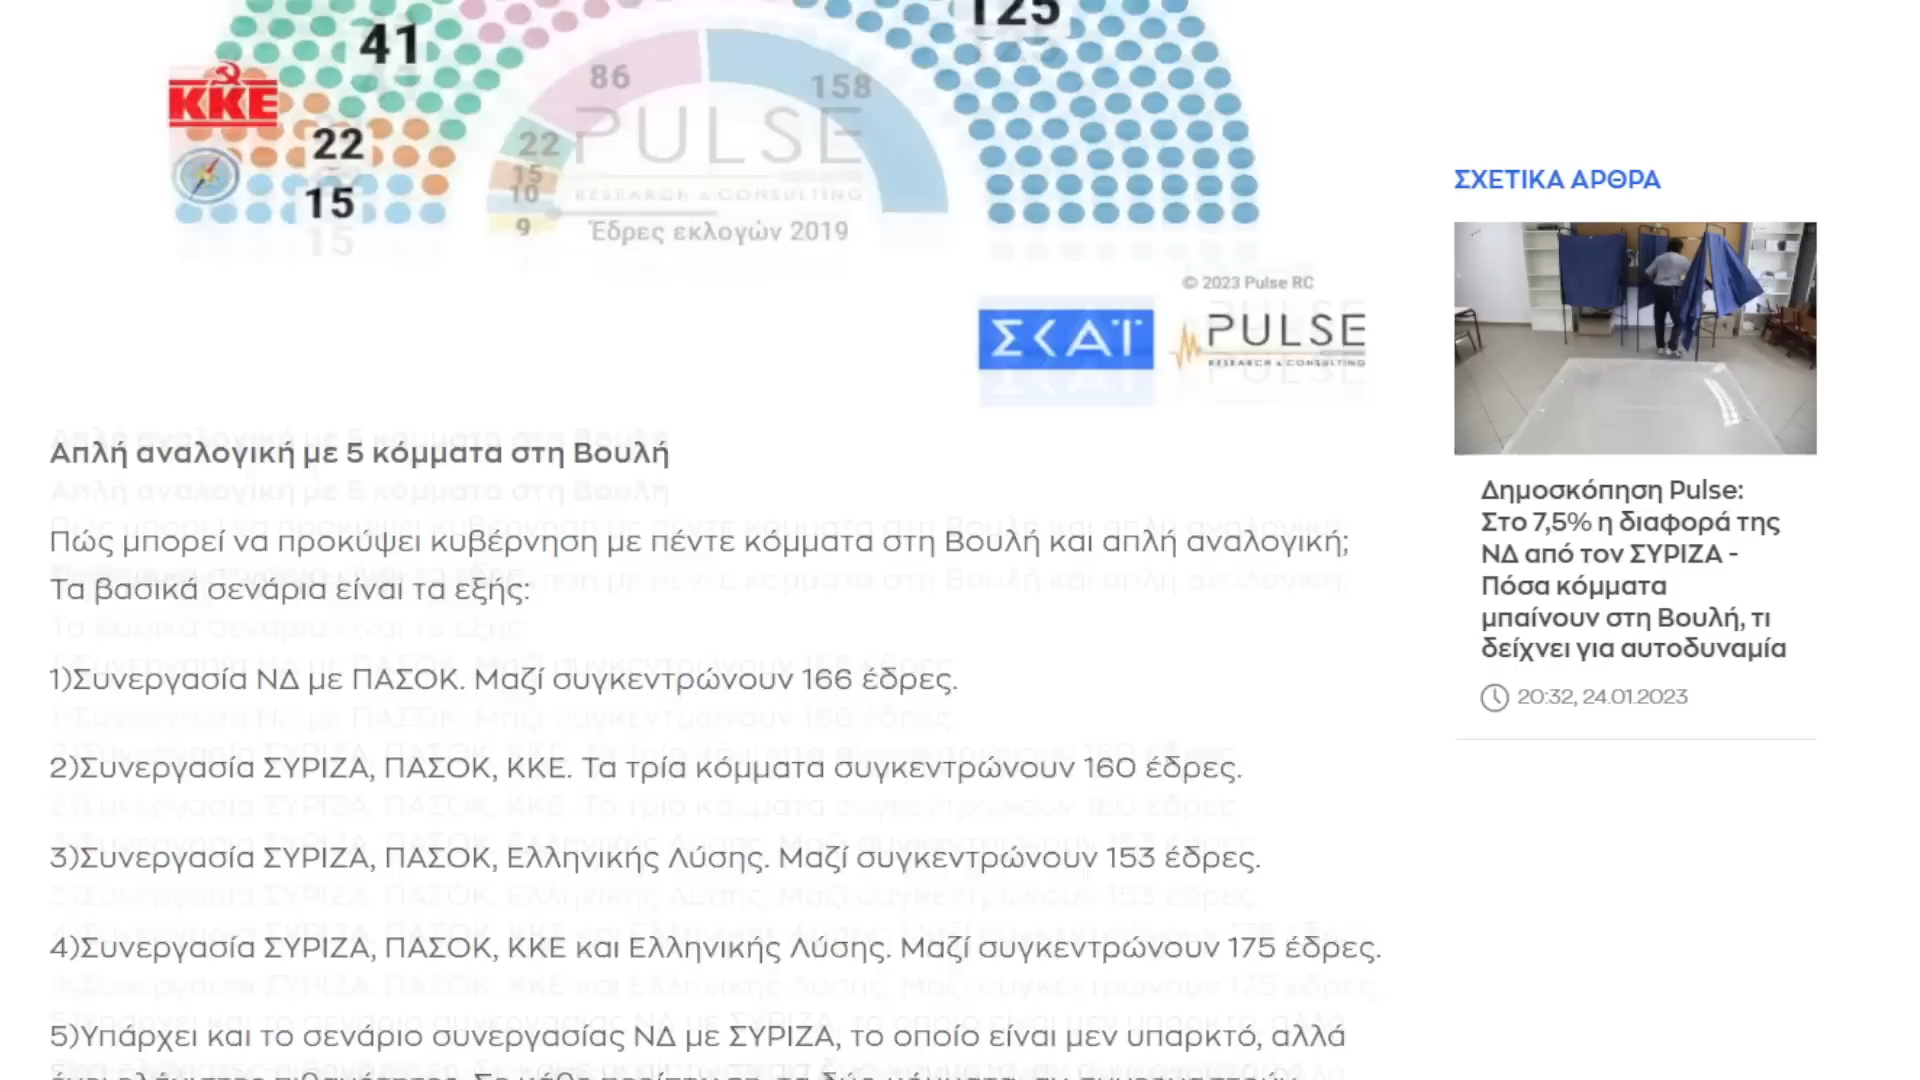 125
41
86
158
KKE
PULSE
22
22
15
RESEARCH & CONSULTING
10
15
9
Έδρες εκλογών 2019
© 2023 Pulse RC
ΣΚΑΪ
PULSE
RESEARCH & CONSULTING
Απλή αναλογική με 5 κόμματα στη Βουλή
Πώς μπορεί να προκύψει κυβέρνηση με πέντε κόμματα στη Βουλή και απλή αναλογική;
Τα βασικά σενάρια είναι τα εξής:
1)Συνεργασία ΝΔ με ΠΑΣΟΚ. Μαζί συγκεντρώνουν 166 έδρες.
2)Συνεργασία ΣΥΡΙΖΑ, ΠΑΣΟΚ, ΚΚΕ. Τα τρία κόμματα συγκεντρώνουν 160 έδρες.
3)Συνεργασία ΣΥΡΙΖΑ, ΠΑΣΟΚ, Ελληνικής Λύσης. Μαζί συγκεντρώνουν 153 έδρες.
4)Συνεργασία ΣΥΡΙΖΑ, ΠΑΣΟΚ, ΚΚΕ και Ελληνικής Λύσης. Μαζί συγκεντρώνουν 175 έδρες.
5)Υπάρχει και το σενάριο συνεργασίας ΝΔ με ΣΥΡΙΖΑ, το οποίο είναι μεν υπαρκτό, αλλά
ΣΧΕΤΙΚΑ ΑΡΘΡΑ
Δημοσκόπηση Pulse:
Στο 7,5% η διαφορά της
ΝΔ από τον ΣΥΡΙΖΑ -
Πόσα κόμματα
μπαίνουν στη Βουλή, τι
δείχνει για αυτοδυναμία
20:32, 24.01.2023